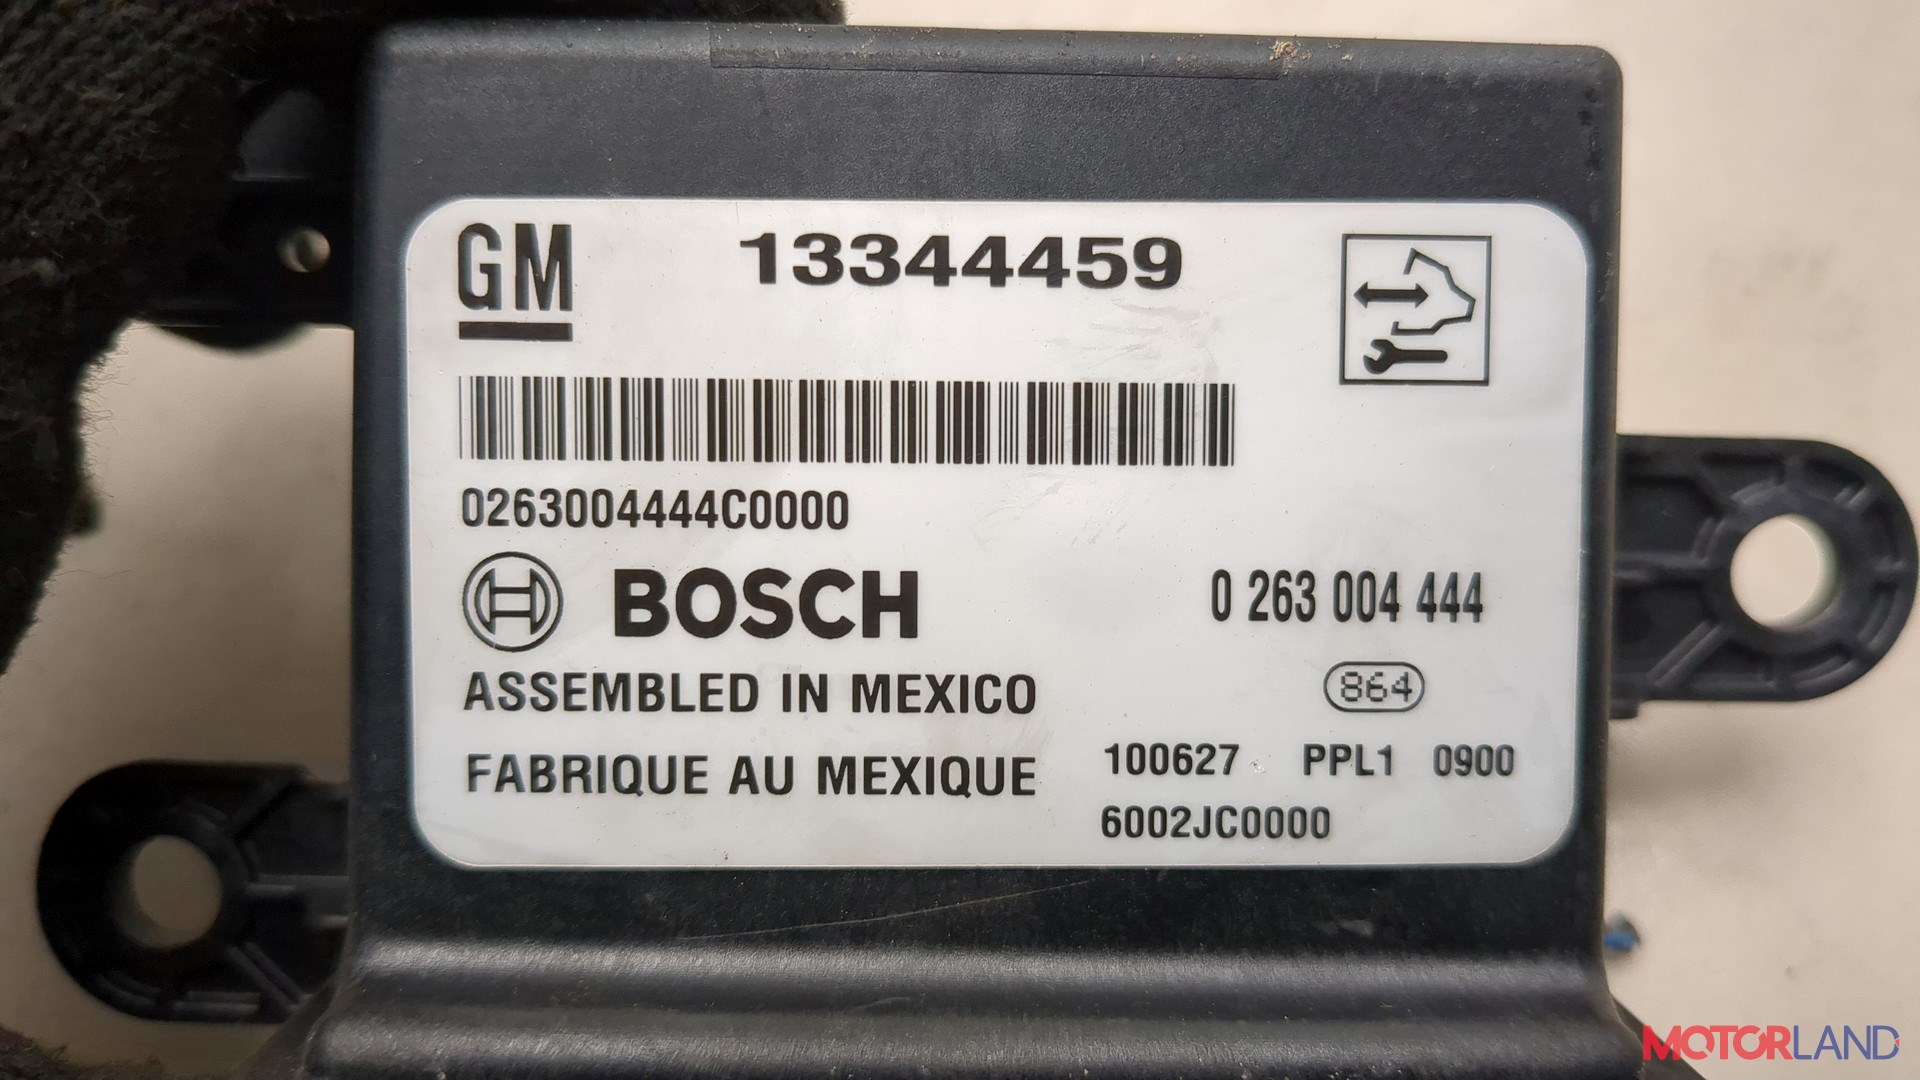 GM 13344459
0263004444C0000
BOSCH 0 263 004 444
ASSEMBLED IN MEXICO 864
FABRIQUE AU MEXIQUE 100627 PPL1 0900
6002JC0000
MOTORLAND